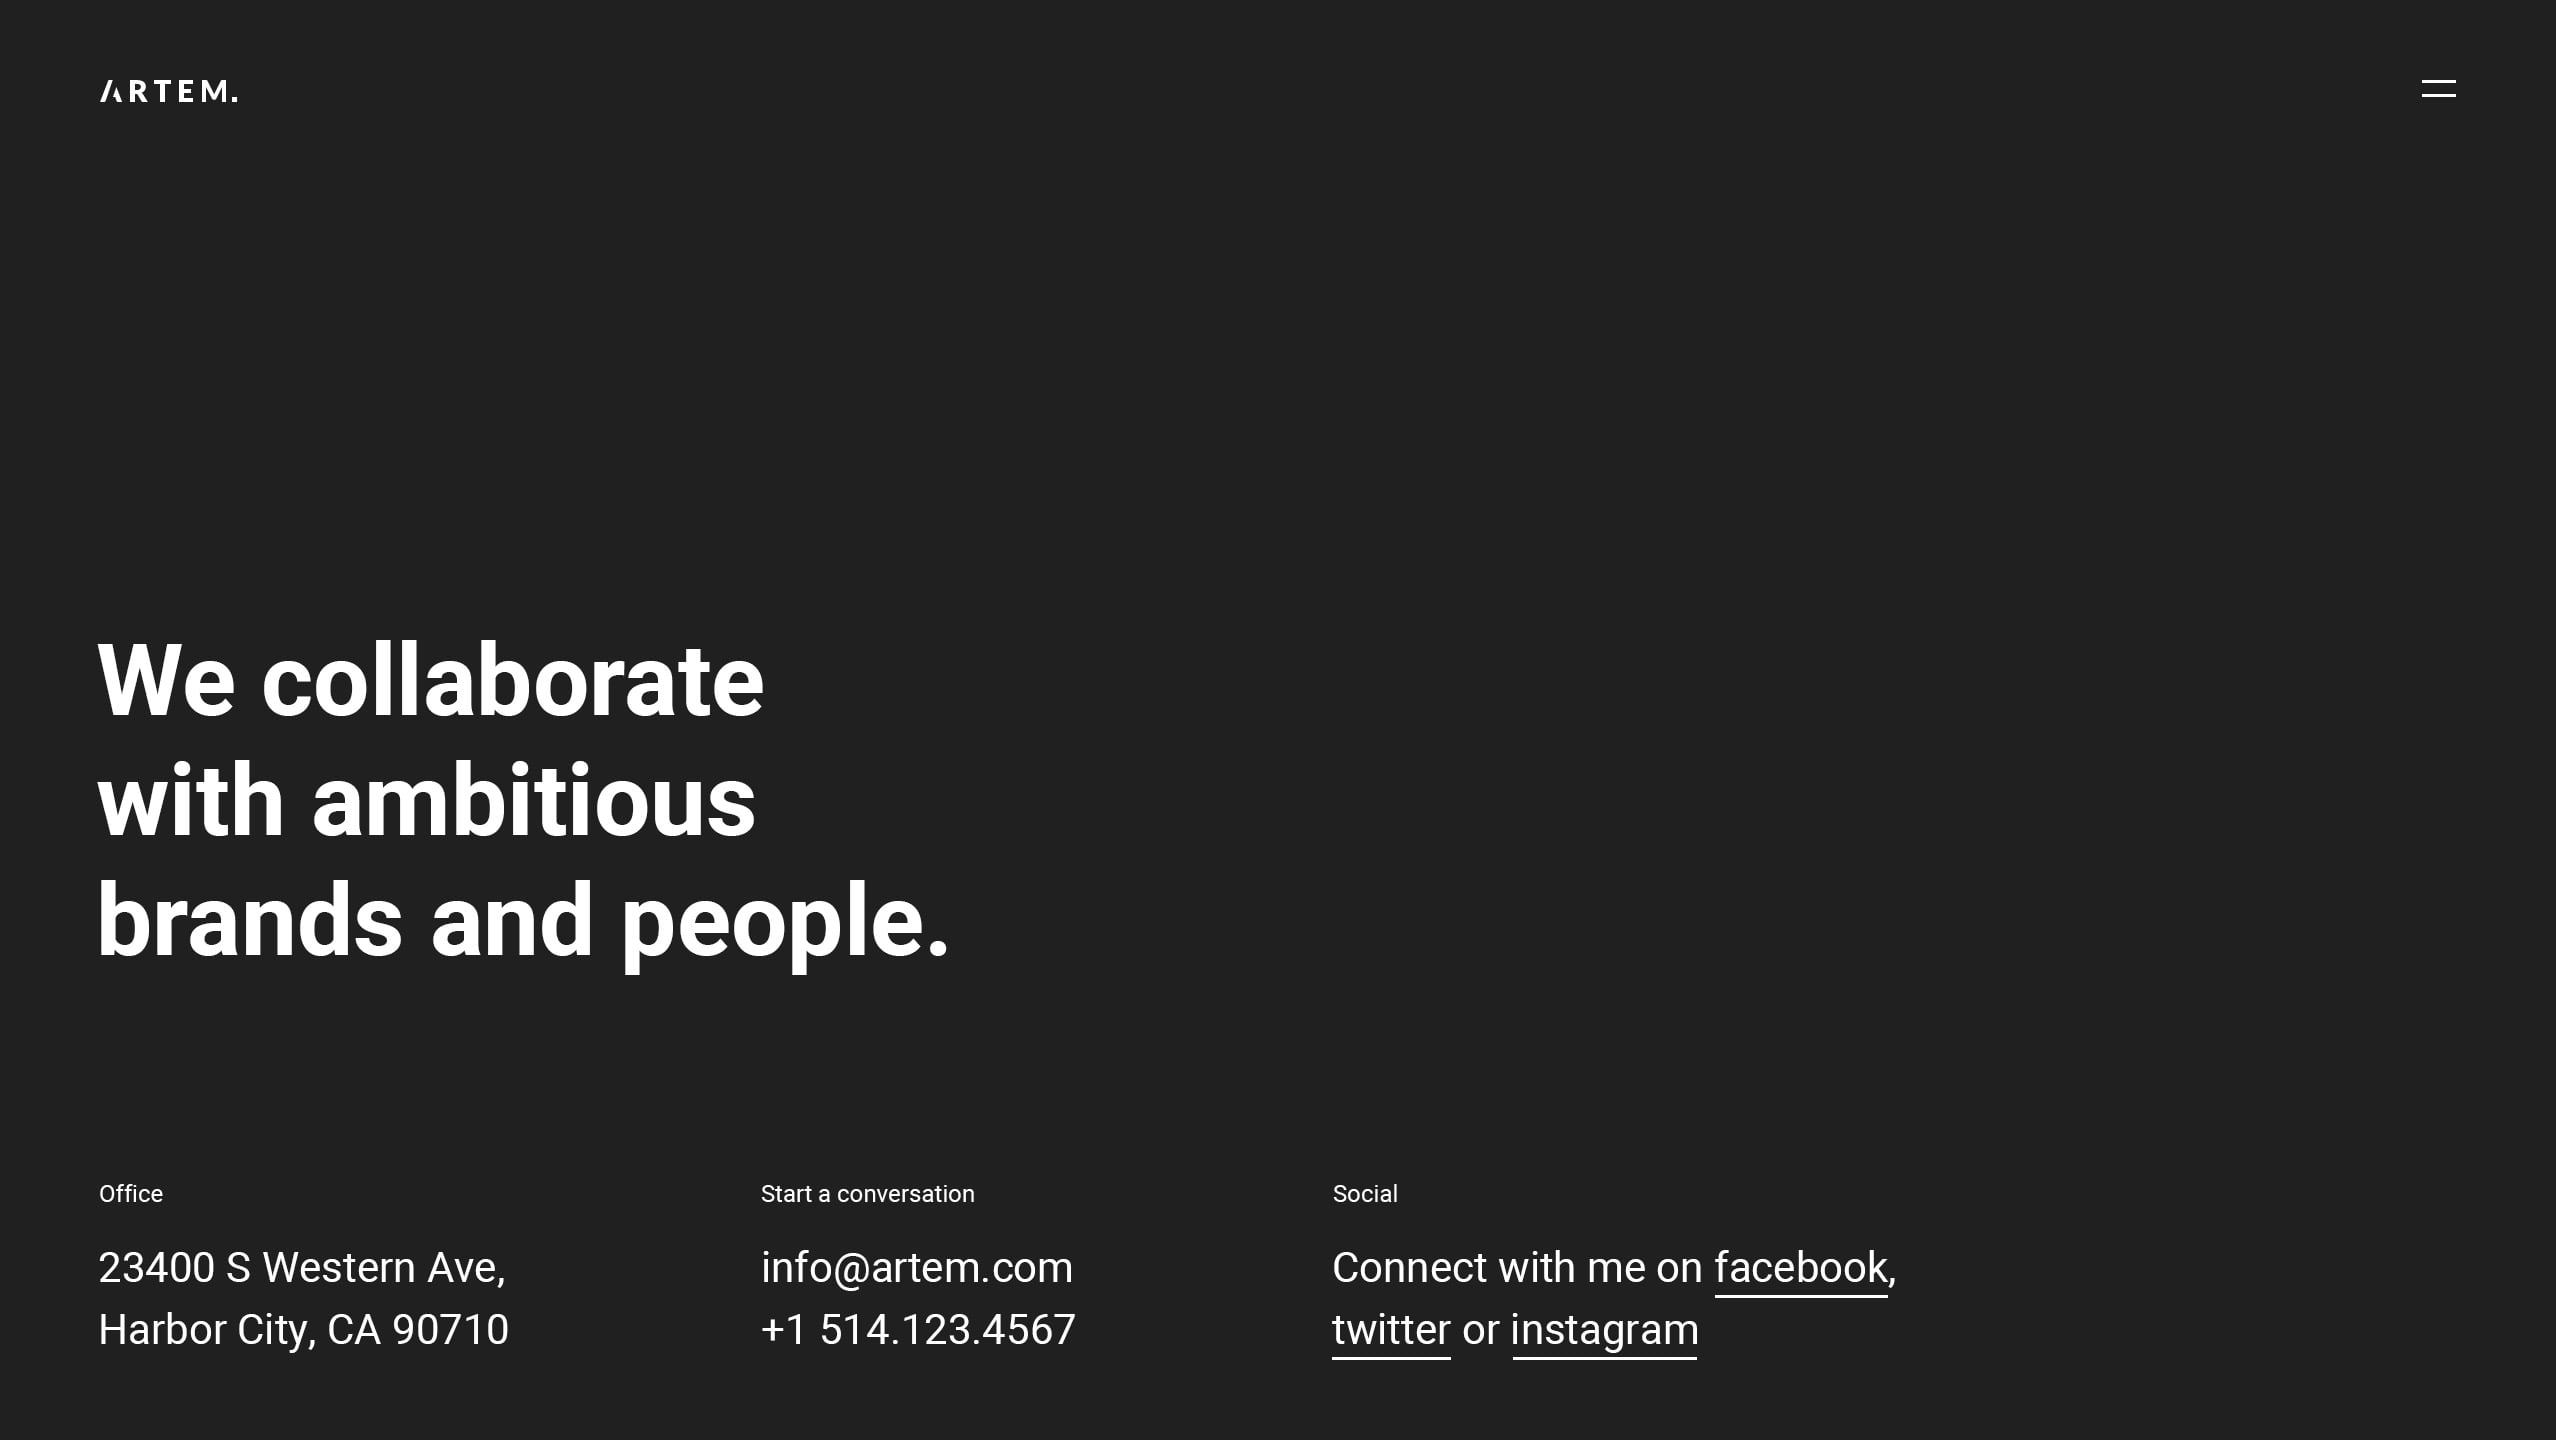 ARTEM.
We collaborate
with ambitious
brands and people.
Office
23400 S Western Ave,
Harbor City, CA 90710
Start a conversation
info@artem.com
+1 514.123.4567
Social
Connect with me on facebook,
twitter or instagram